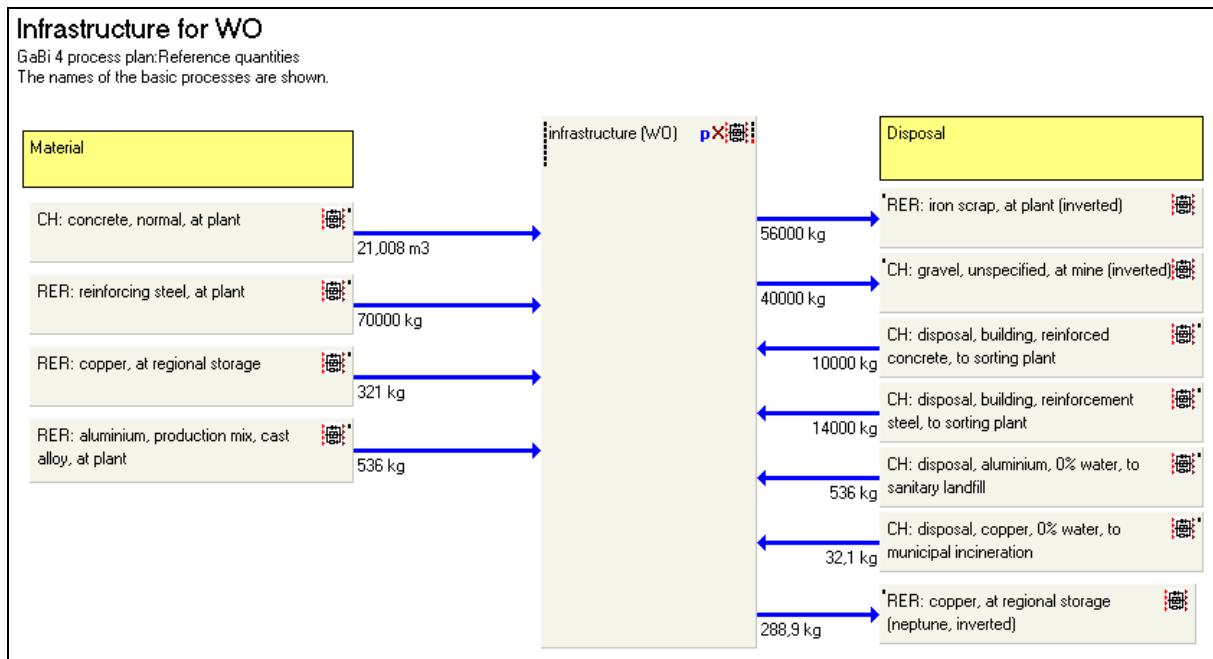 Infrastructure for WO
GaBi 4 process plan:Reference quantities
The names of the basic processes are shown.
Material
CH: concrete, normal, at plant
21,008 m3
RER: reinforcing steel, at plant
70000 kg
RER: copper, at regional storage
321 kg
RER: aluminium, production mix, cast
alloy, at plant
536 kg
infrastructure (WO)
p
Disposal
RER: iron scrap, at plant (inverted)
56000 kg
CH: gravel, unspecified, at mine (inverted)
40000 kg
CH: disposal, building, reinforced
concrete, to sorting plant
10000 kg
CH: disposal, building, reinforcement
steel, to sorting plant
14000 kg
CH: disposal, aluminium, 0% water, to
sanitary landfill
536 kg
CH: disposal, copper, 0% water, to
municipal incineration
32,1 kg
RER: copper, at regional storage
(neptune, inverted)
288,9 kg